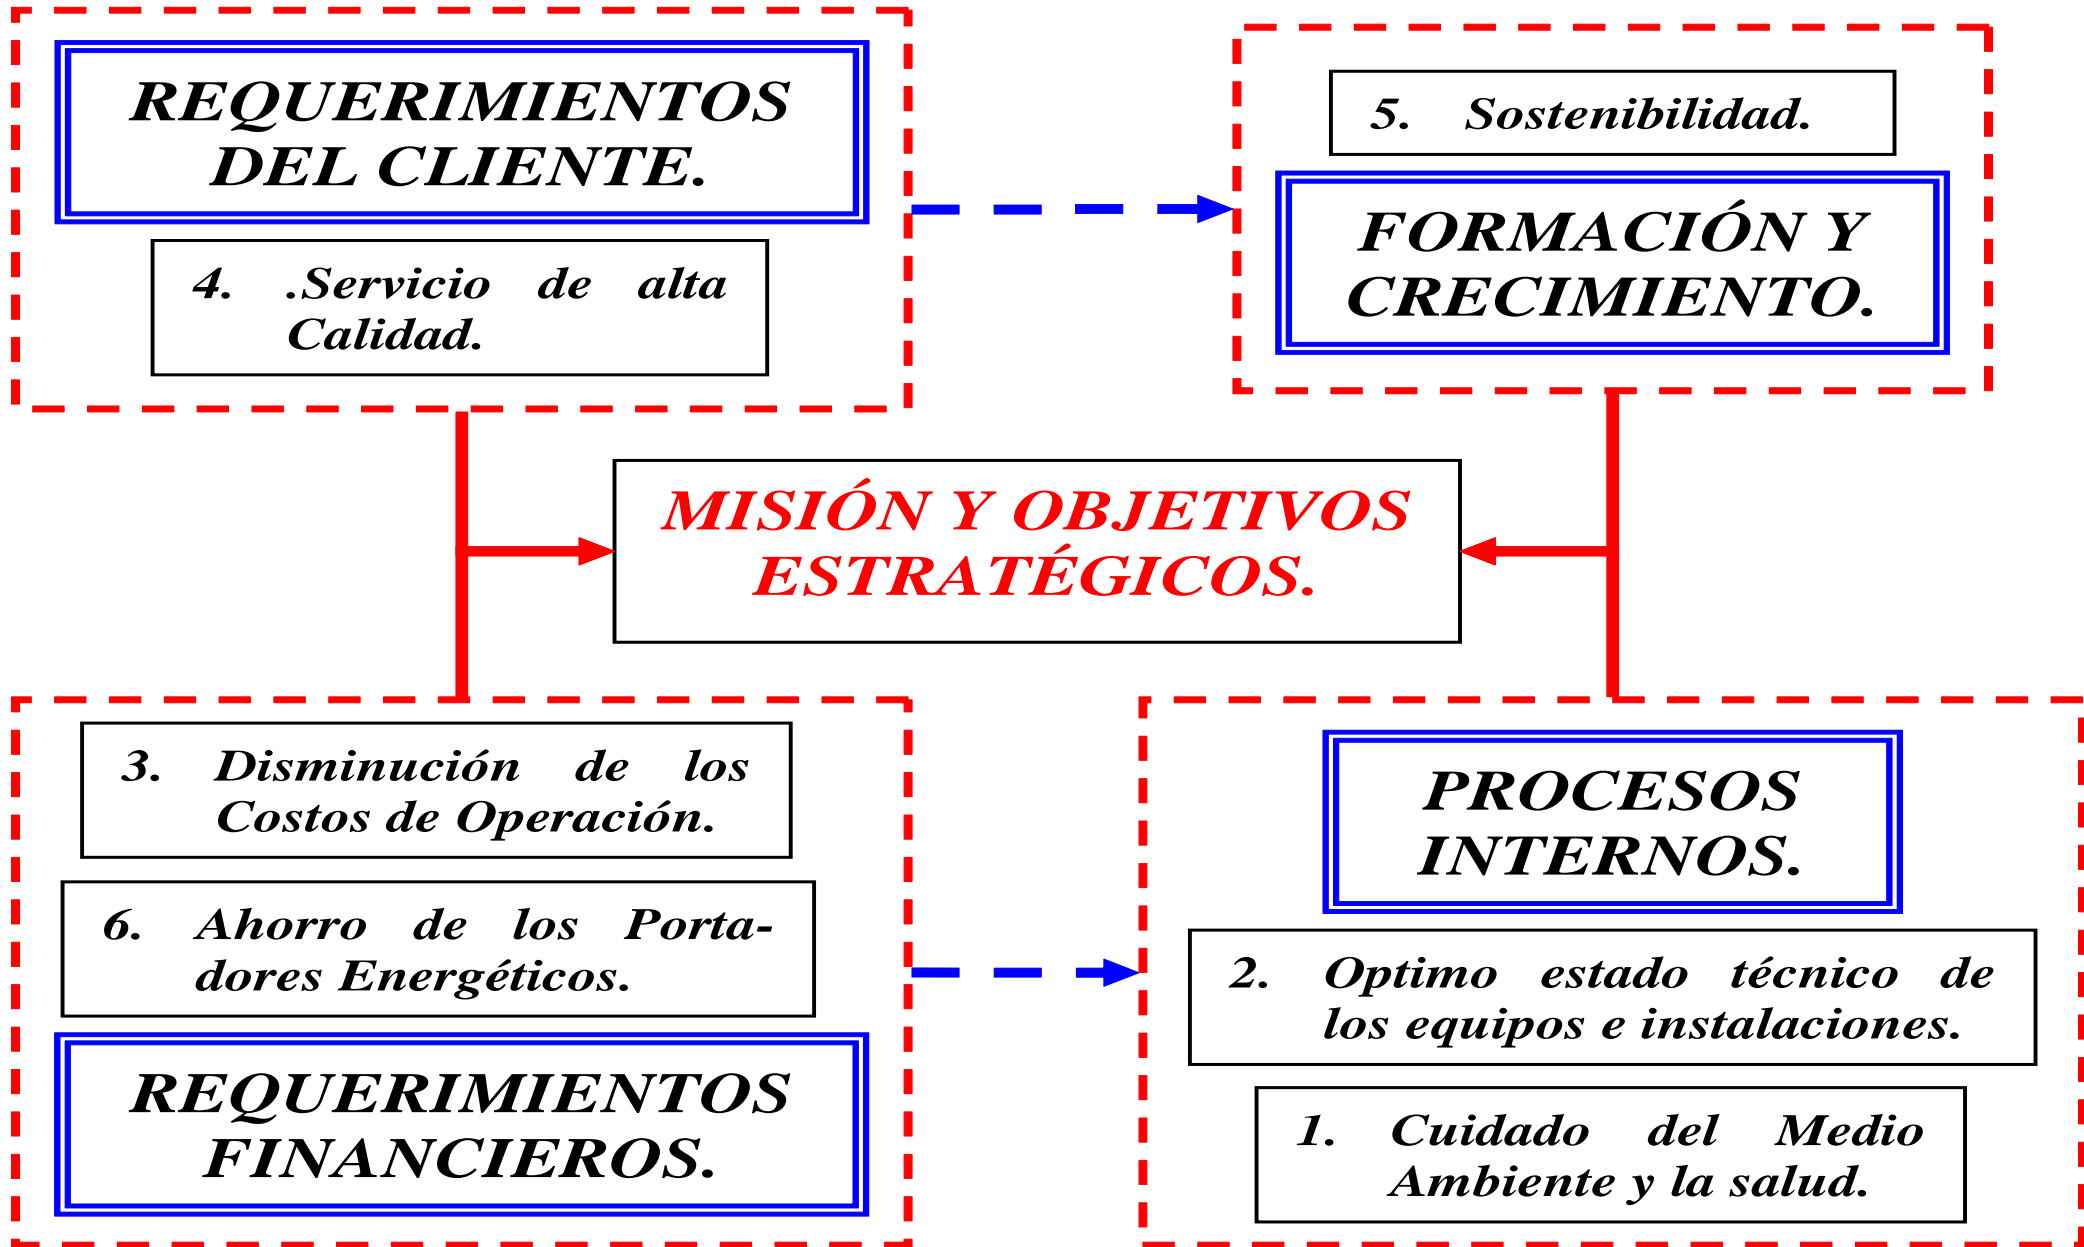 REQUERIMIENTOS
DEL CLIENTE.
4. .Servicio de alta
Calidad.
5. Sostenibilidad.
FORMACIÓN Y
CRECIMIENTO.
MISIÓN Y OBJETIVOS
ESTRATÉGICOS.
3. Disminución de los
Costos de Operación.
6. Ahorro de los Porta-
dores Energéticos.
REQUERIMIENTOS
FINANCIEROS.
PROCESOS
INTERNOS.
2. Optimo estado técnico de
los equipos e instalaciones.
1. Cuidado del Medio
Ambiente y la salud.